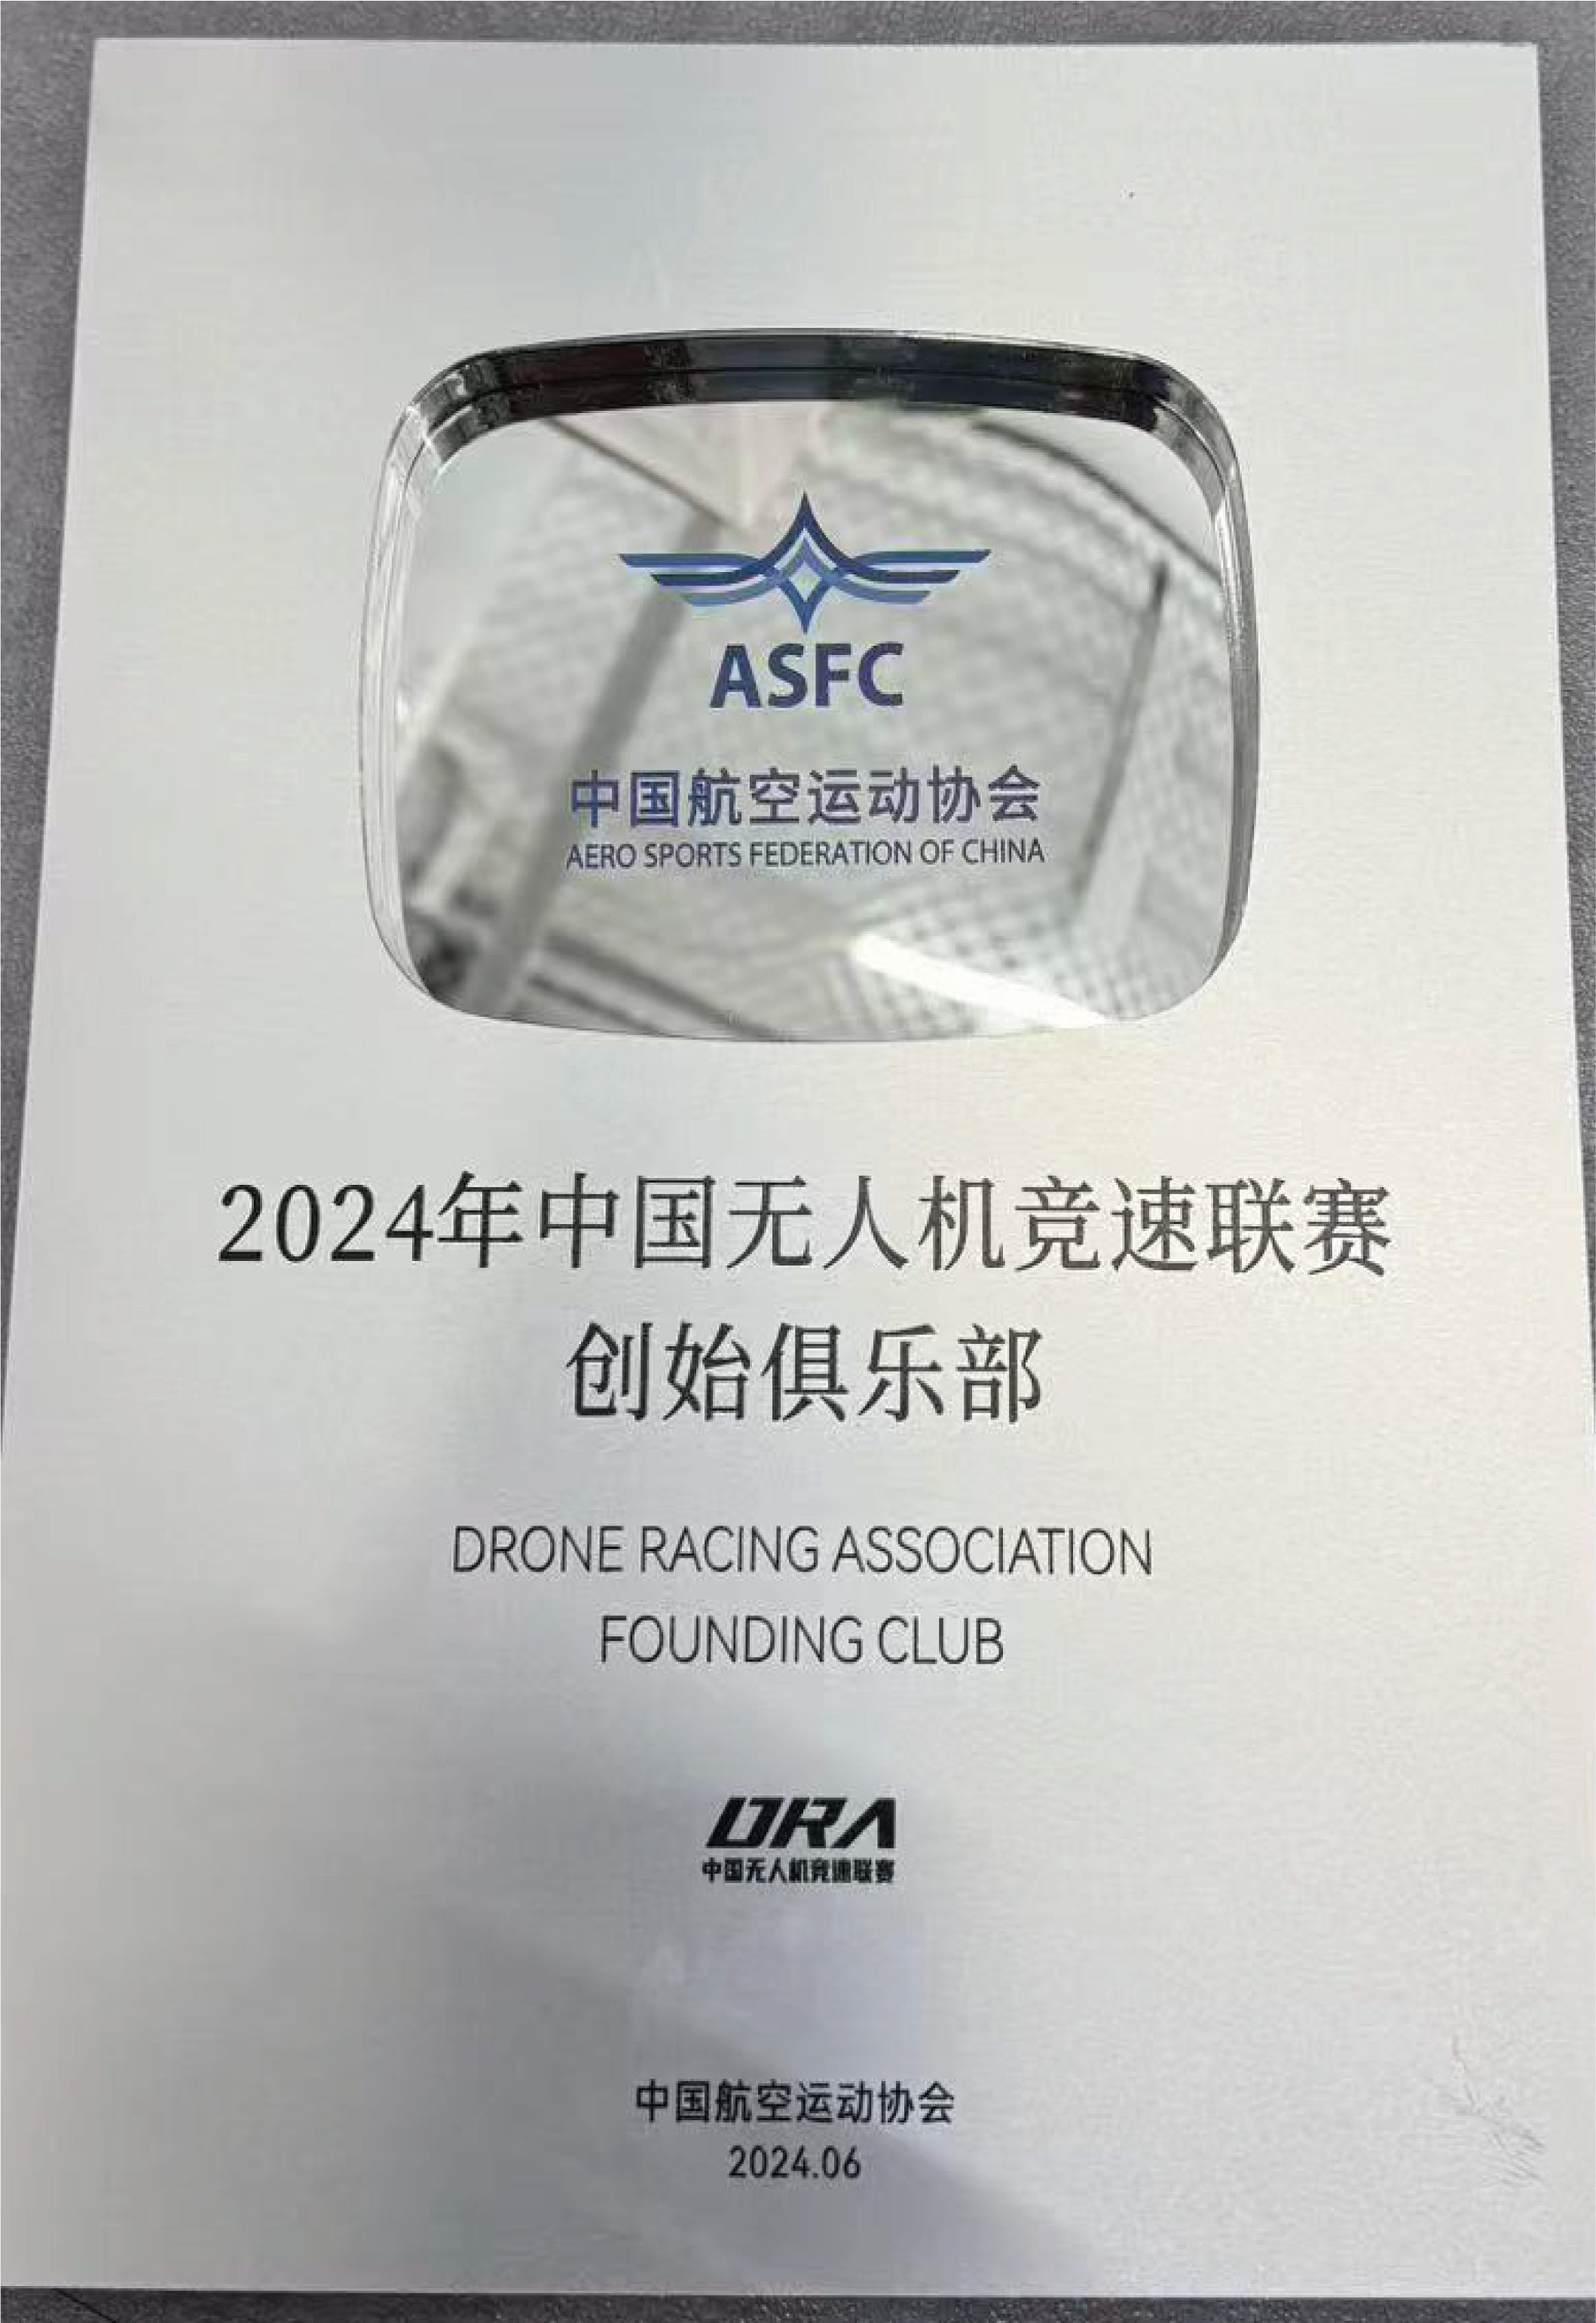 ASFC
中国航空运动协会
AERO SPORTS FEDERATION OF CHINA
2024年中国无人机竞速联赛
创始俱乐部
DRONE RACING ASSOCIATION
FOUNDING CLUB
DRA
中国无人机竞速联赛
中国航空运动协会
2024.06